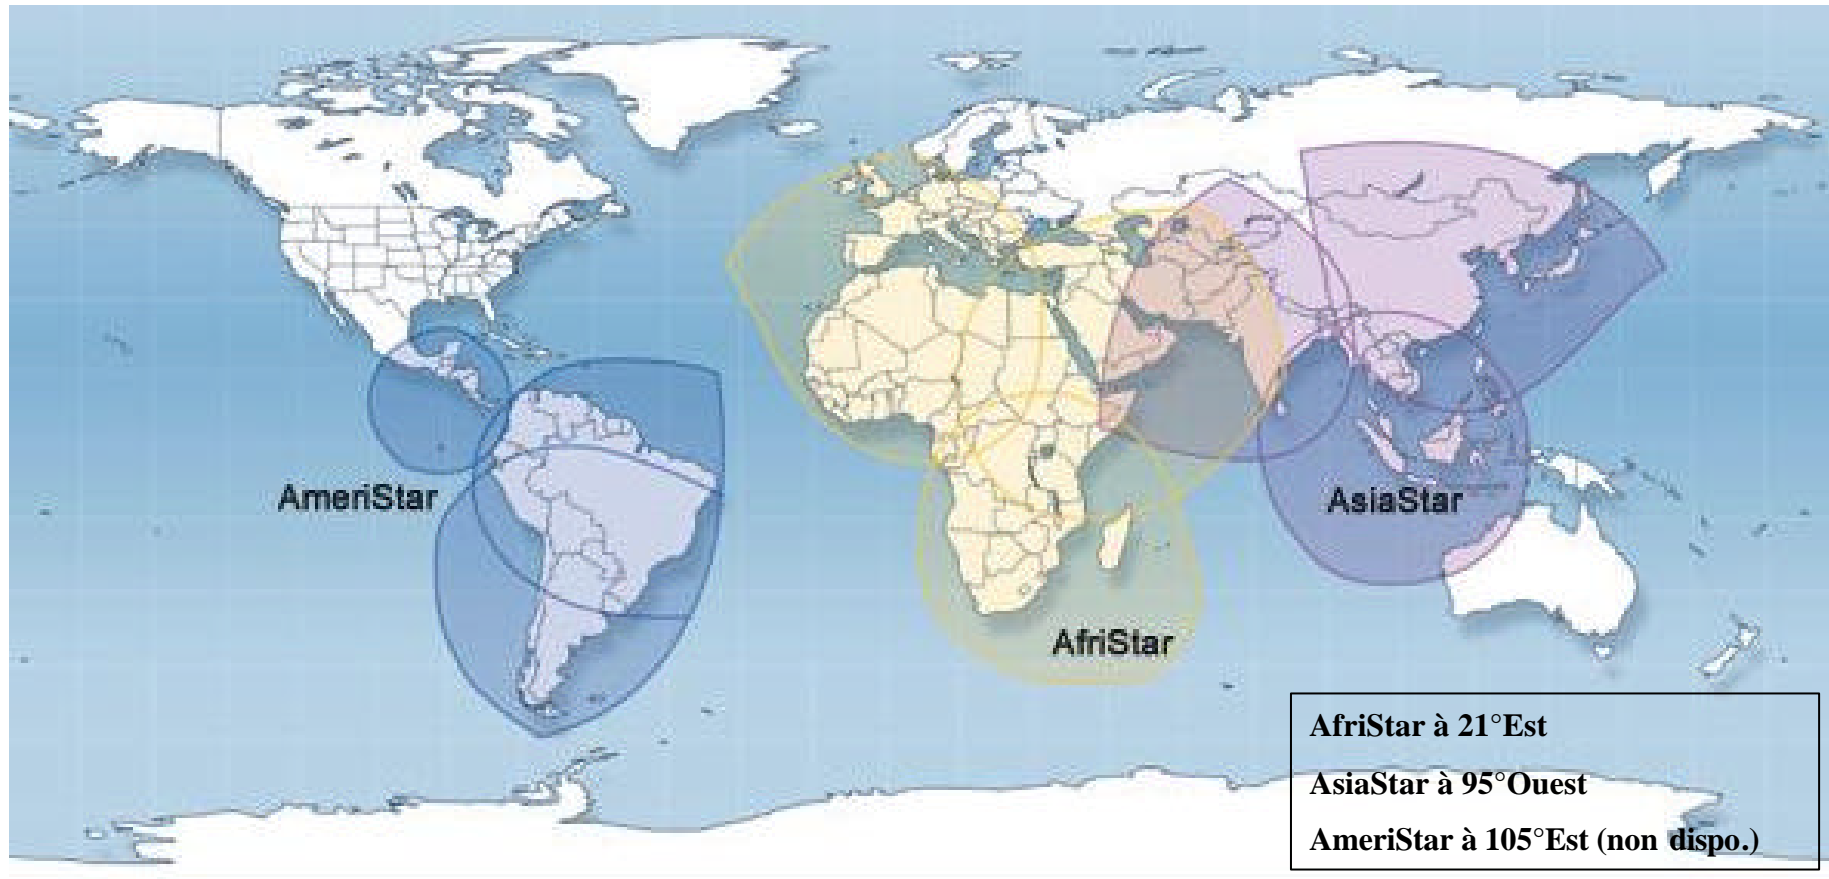 AmeriStar
AsiaStar
AfriStar
AfriStar à 21°Est
AsiaStar à 95°Ouest
AmeriStar à 105°Est (non dispo.)